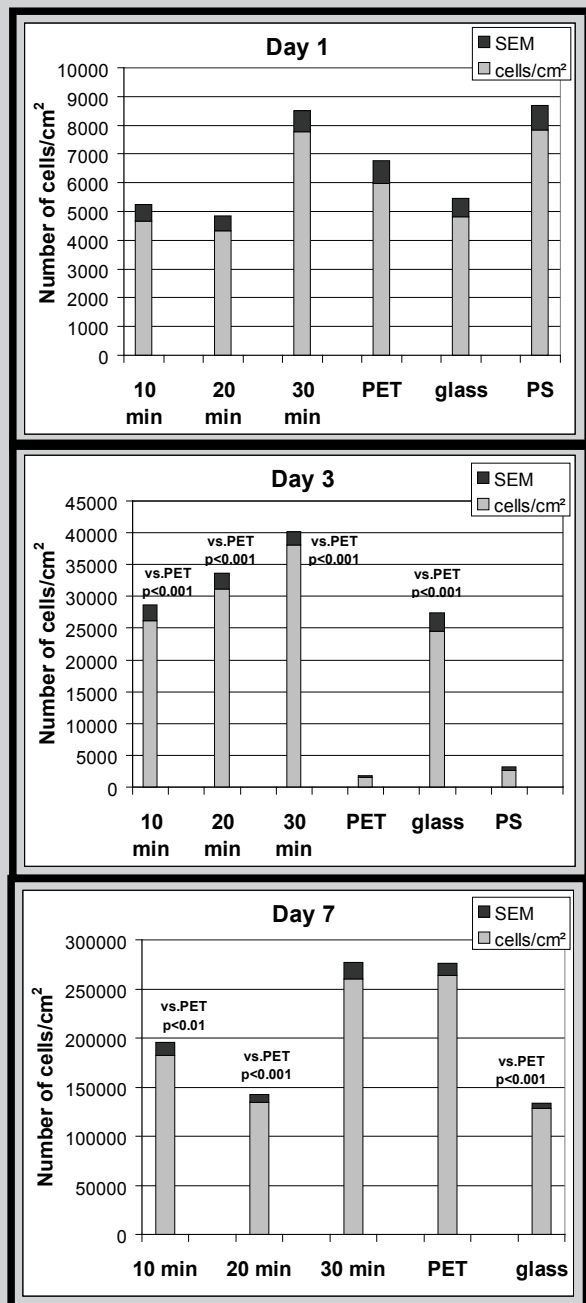 Day 1
SEM
cells/cm²
Number of cells/cm²
10000
9000
8000
7000
6000
5000
4000
3000
2000
1000
0
10 min
20 min
30 min
PET
glass
PS
Day 3
SEM
cells/cm²
Number of cells/cm²
45000
40000
35000
30000
25000
20000
15000
10000
5000
0
vs.PET
p<0.001
vs.PET
p<0.001
vs.PET
p<0.001
vs.PET
p<0.001
10 min
20 min
30 min
PET
glass
PS
Day 7
SEM
cells/cm²
Number of cells/cm²
300000
250000
200000
150000
100000
50000
0
vs.PET
p<0.01
vs.PET
p<0.001
vs.PET
p<0.001
10 min
20 min
30 min
PET
glass